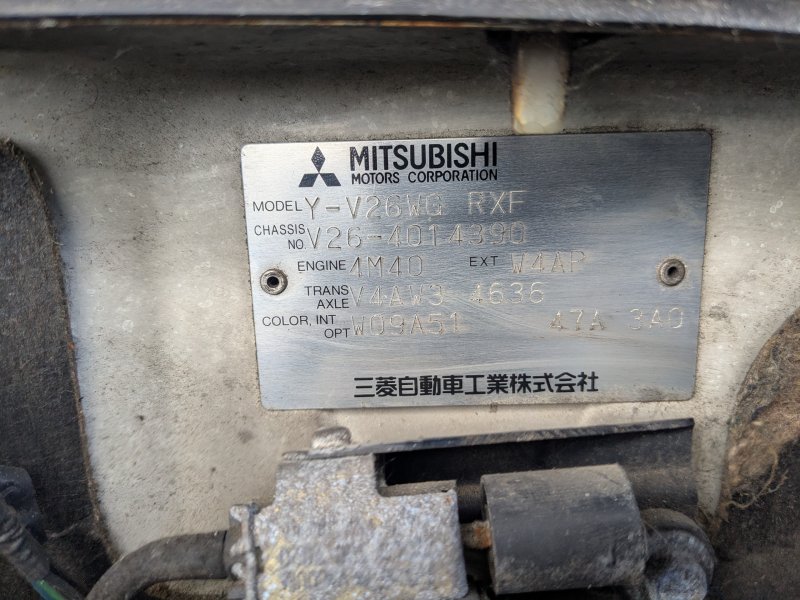 MITSUBISHI
MOTORS CORPORATION
MODEL Y-V26WG RXF
CHASSIS NO. V26-4014390
ENGINE 4M40 EXT W4AP
TRANS AXLE V4AW3 4636
COLOR, INT OPT W09A51 47A 3A0
三菱自動車工業株式会社